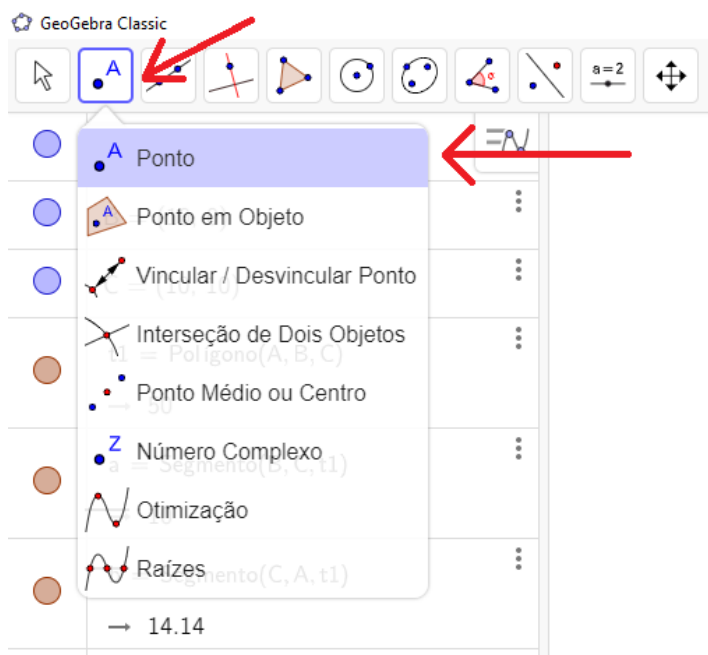 GeoGebra Classic
A
a=2
A Ponto
A Ponto em Objeto
Vincular / Desvincular Ponto
C = (10, 10)
Interseção de Dois Objetos
t1 = Polígono(A, B, C)
Ponto Médio ou Centro
→ 50
Z Número Complexo
a = Segmento(B, C, t1)
Otimização
Raízes
= Segmento(C, A, t1)
→ 14.14